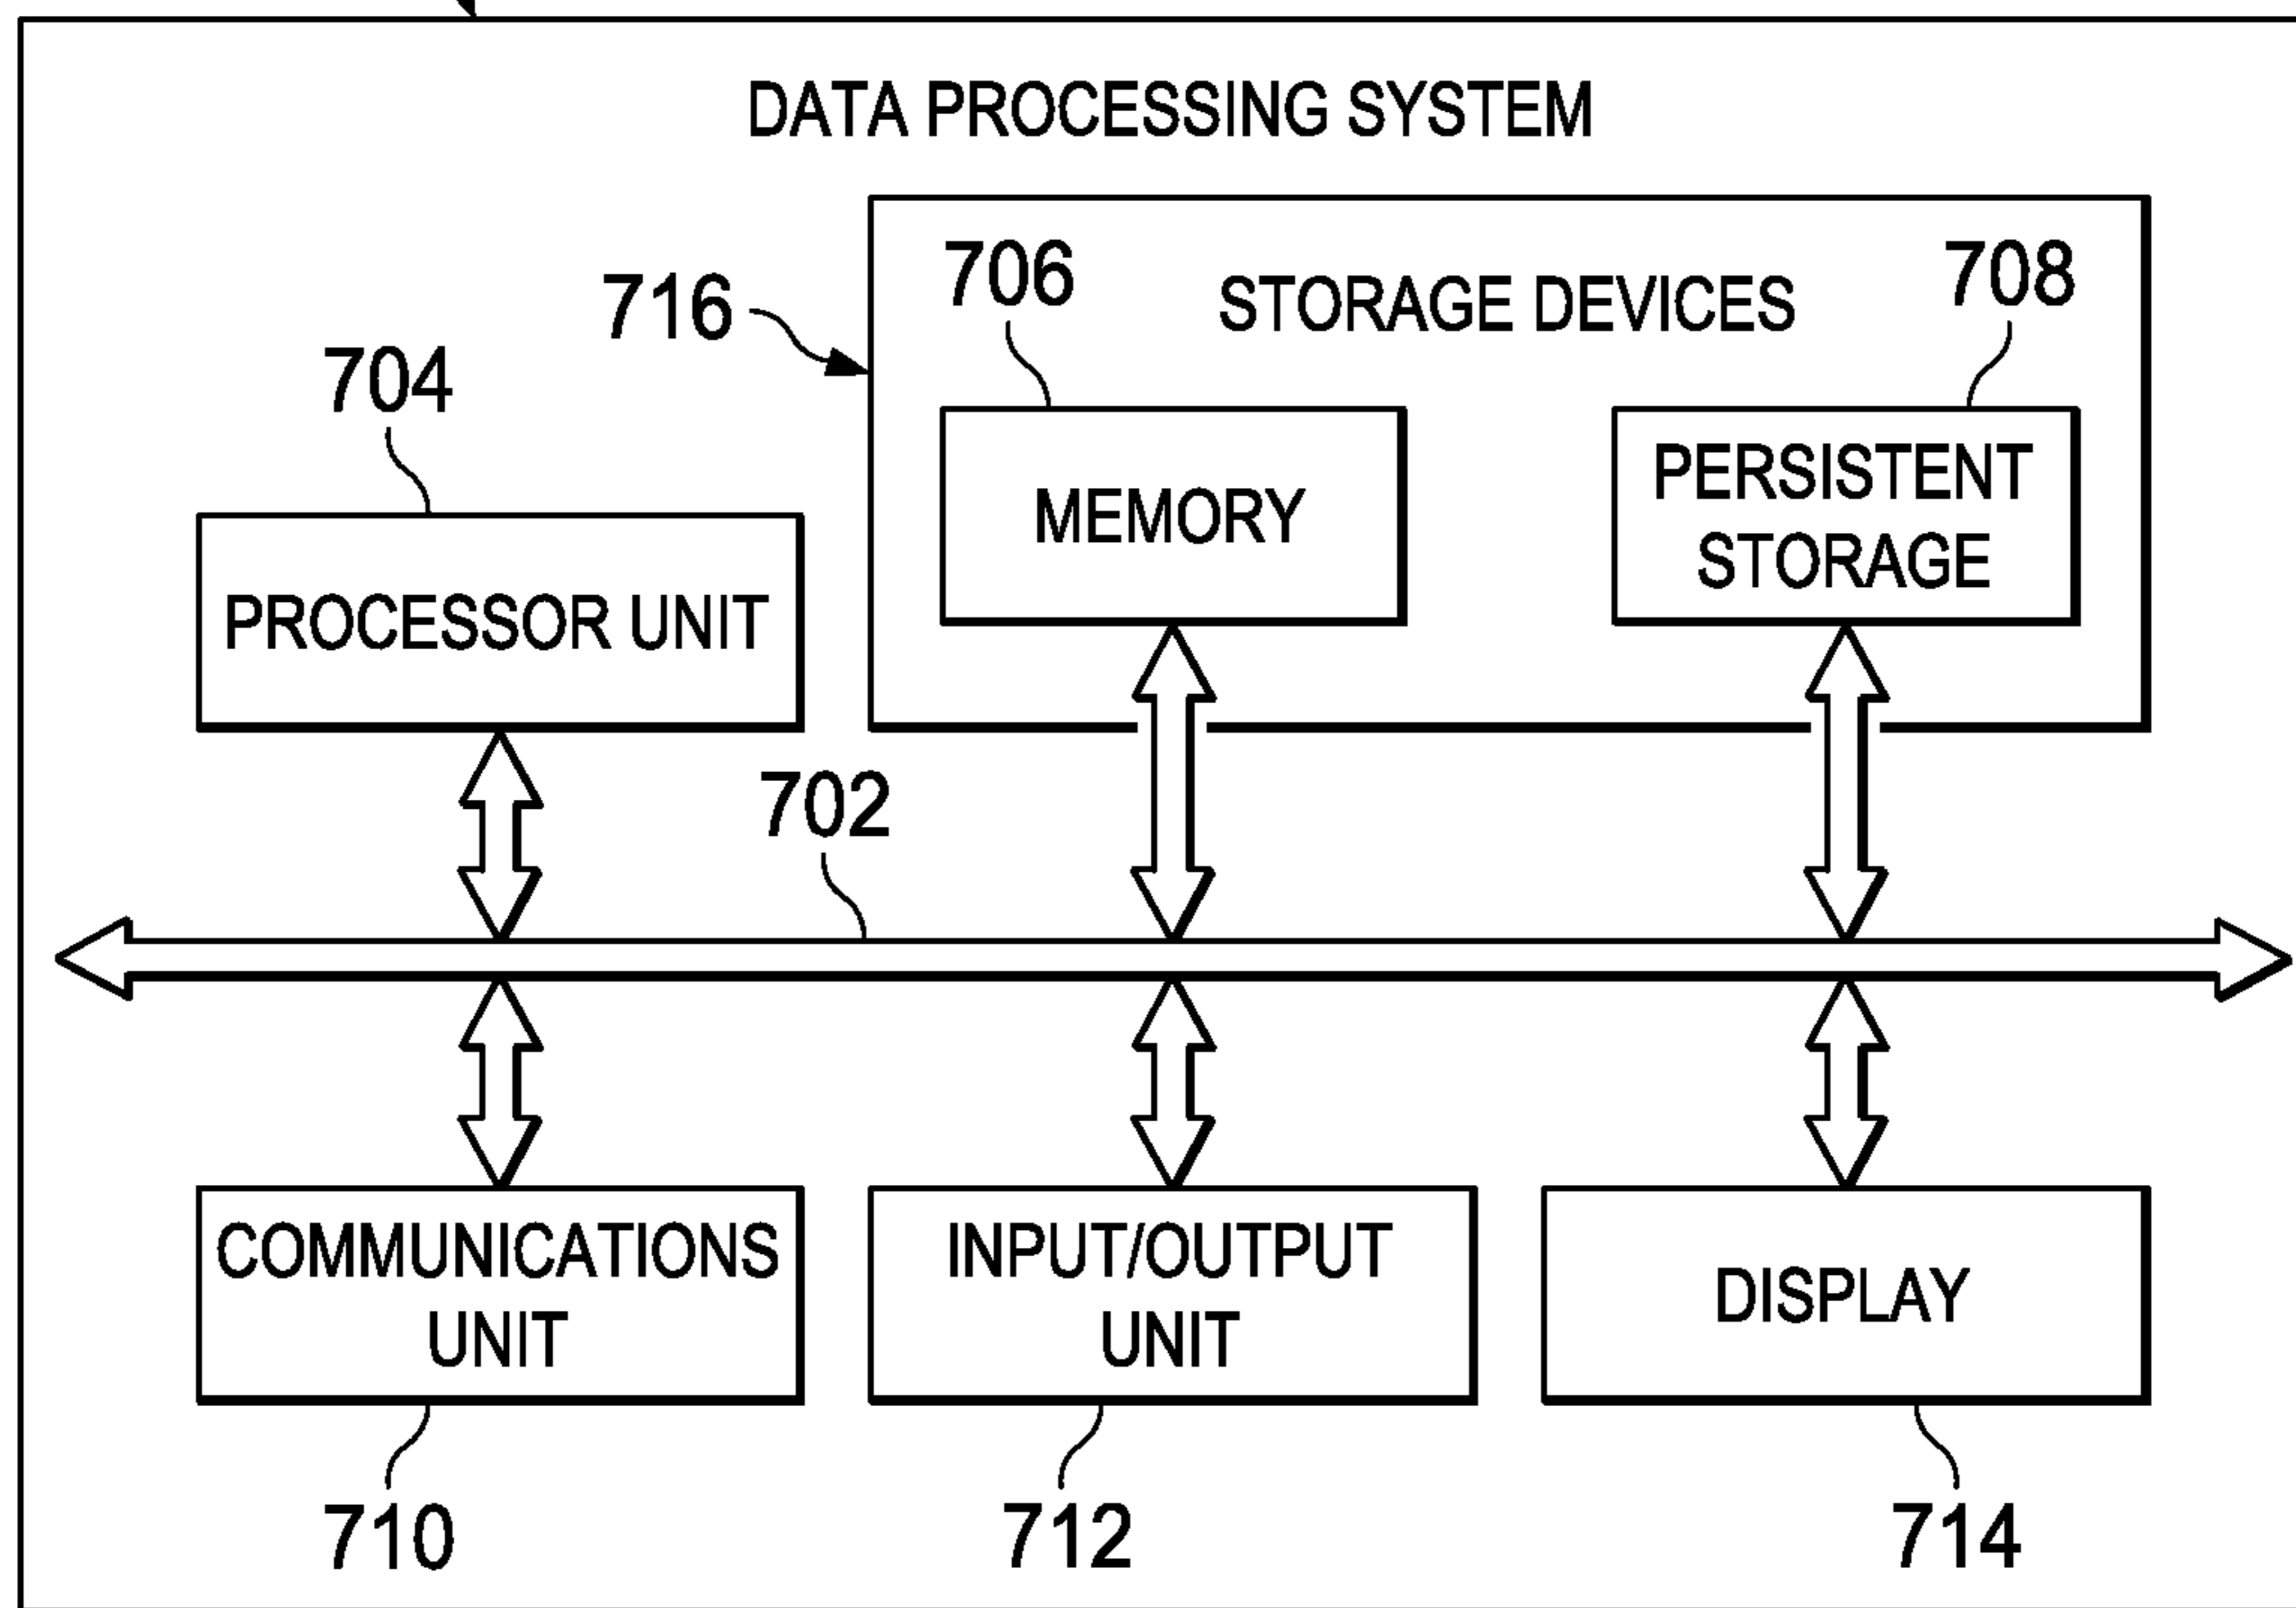 DATA PROCESSING SYSTEM
716
706
STORAGE DEVICES
708
704
MEMORY
PERSISTENT
STORAGE
PROCESSOR UNIT
702
COMMUNICATIONS
UNIT
INPUT/OUTPUT
UNIT
DISPLAY
710
712
714